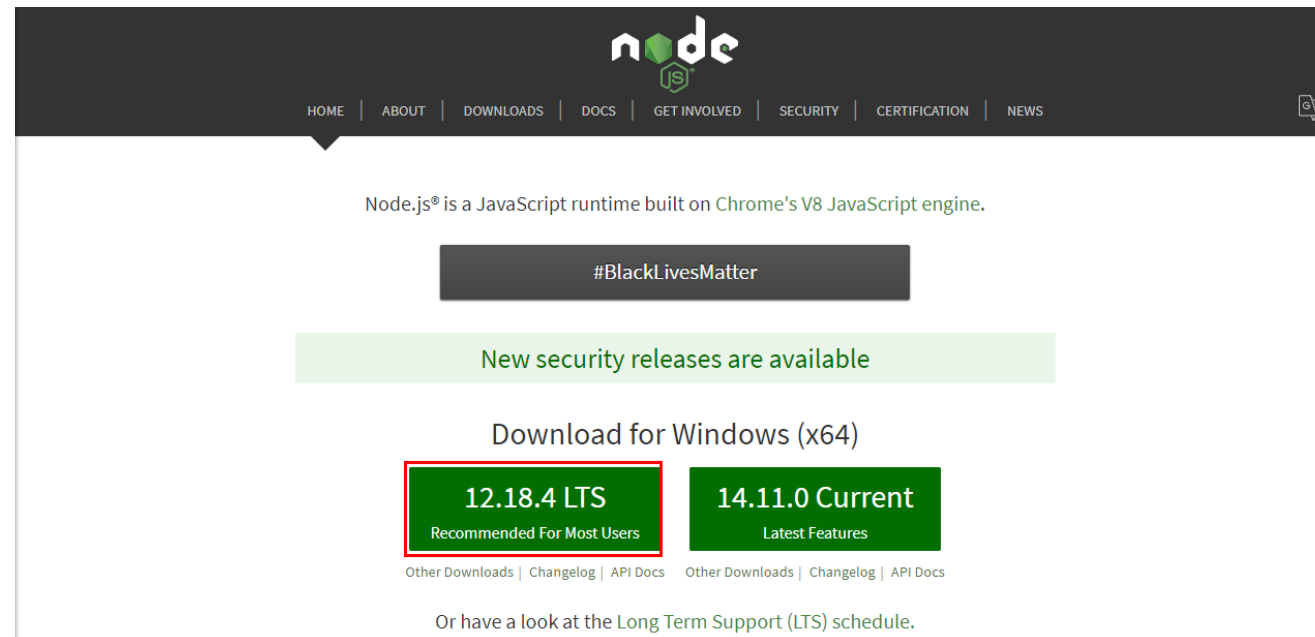 node
JS
HOME | ABOUT | DOWNLOADS | DOCS | GET INVOLVED | SECURITY | CERTIFICATION | NEWS
Node.js® is a JavaScript runtime built on Chrome's V8 JavaScript engine.
#BlackLivesMatter
New security releases are available
Download for Windows (x64)
12.18.4 LTS 14.11.0 Current
Recommended For Most Users Latest Features
Other Downloads | Changelog | API Docs Other Downloads | Changelog | API Docs
Or have a look at the Long Term Support (LTS) schedule.